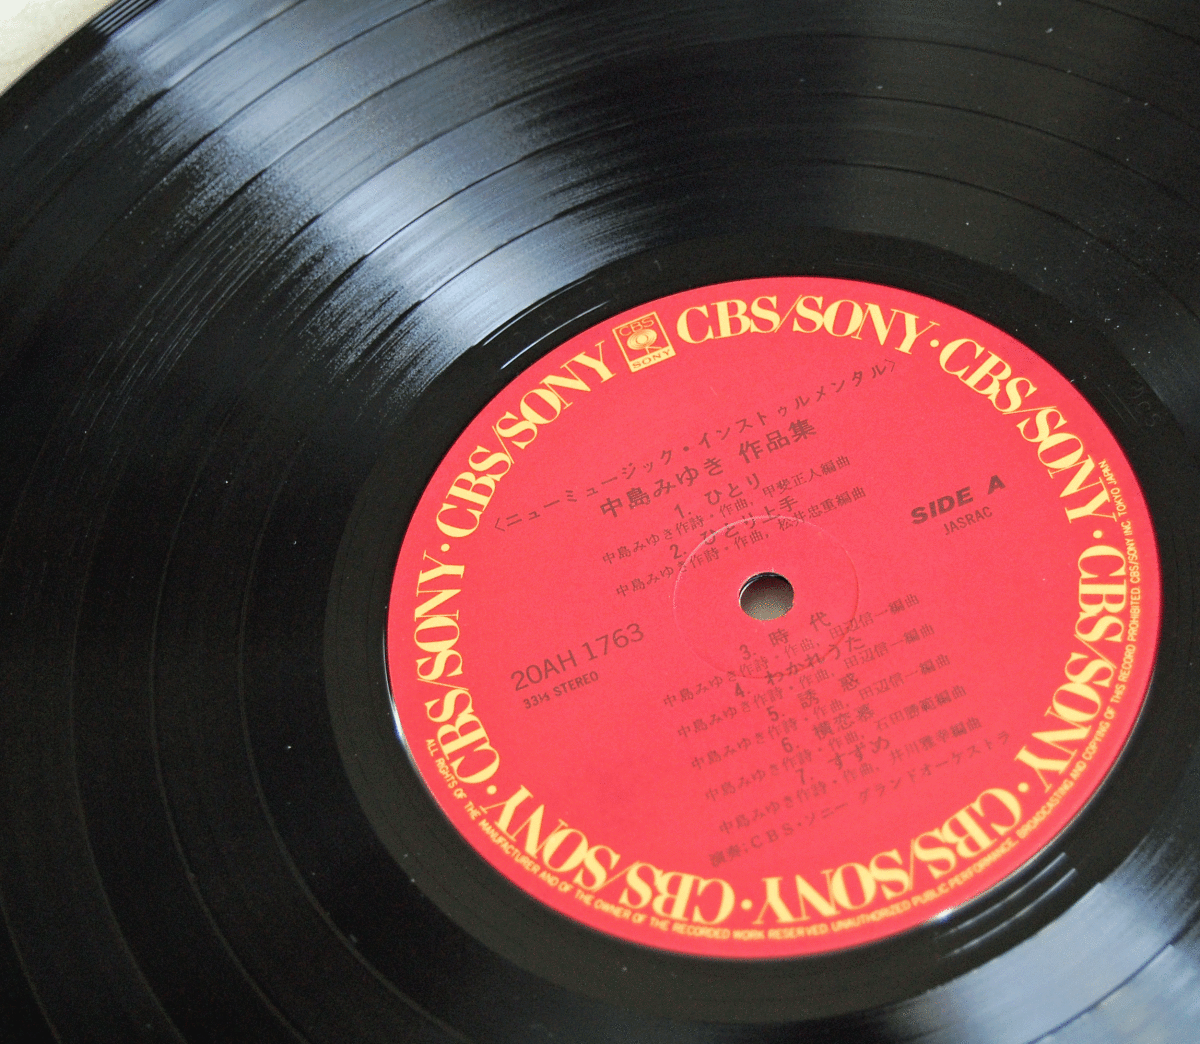 CBS/SONY · CBS/SONY · CBS/SONY · CBS/SONY · CBS/SONY · CBS/SONY · CBS/SONY · CBS/SONY
CBS
SONY
〈ニューミュージック・インストゥルメンタル〉
中島みゆき 作品集
1. ひとり
中島みゆき作詩・作曲, 甲斐正人編曲
2. ひとり上手
中島みゆき作詩・作曲, 松井忠重編曲
SIDE A
JASRAC
20AH 1763
33⅓ STEREO
3. 時代
中島みゆき作詩・作曲, 田辺信一編曲
4. わかれうた
中島みゆき作詩・作曲, 田辺信一編曲
5. 誘惑
中島みゆき作詩・作曲, 田辺信一編曲
6. 横恋慕
中島みゆき作詩・作曲, 石田勝範編曲
7. すずめ
中島みゆき作詩・作曲, 井川雅幸編曲
演奏:CBS・ソニー グランドオーケストラ
ALL RIGHTS OF THE MANUFACTURER AND OF THE OWNER OF THE RECORDED WORK RESERVED. UNAUTHORIZED PUBLIC PERFORMANCE, BROADCASTING AND COPYING OF THIS RECORD PROHIBITED. CBS/SONY INC. TOKYO JAPAN.